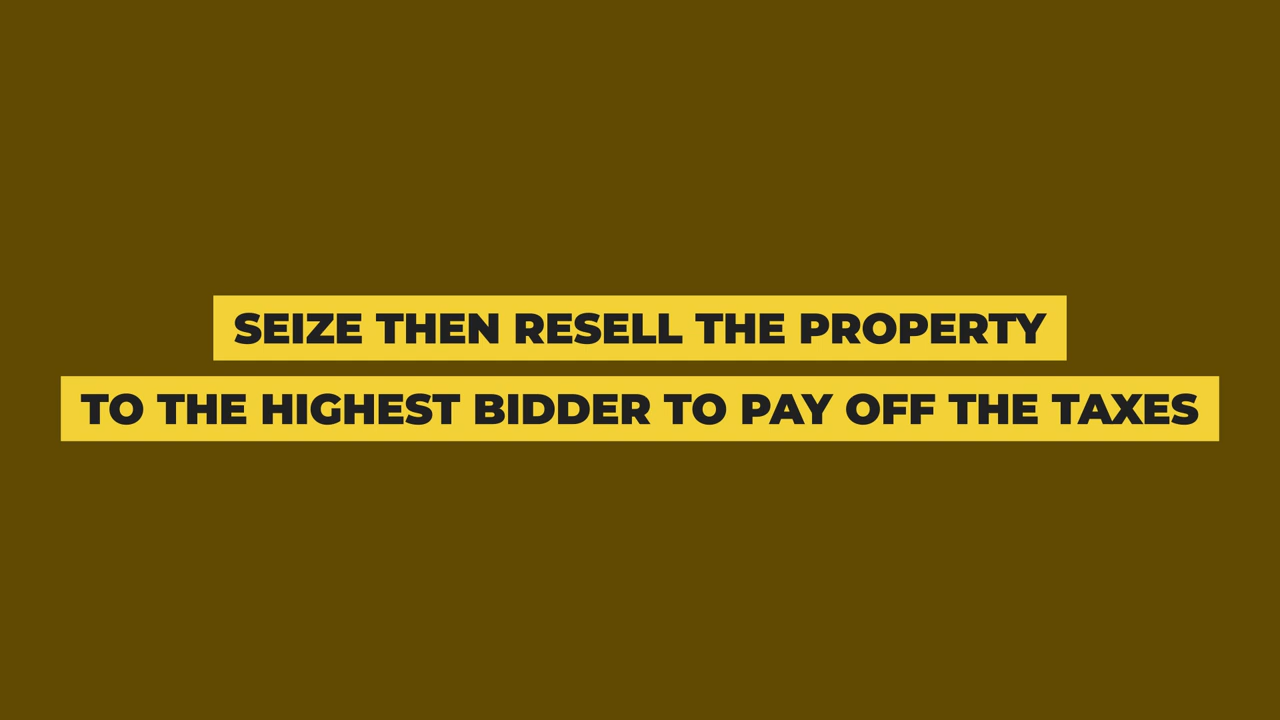 SEIZE THEN RESELL THE PROPERTY
TO THE HIGHEST BIDDER TO PAY OFF THE TAXES